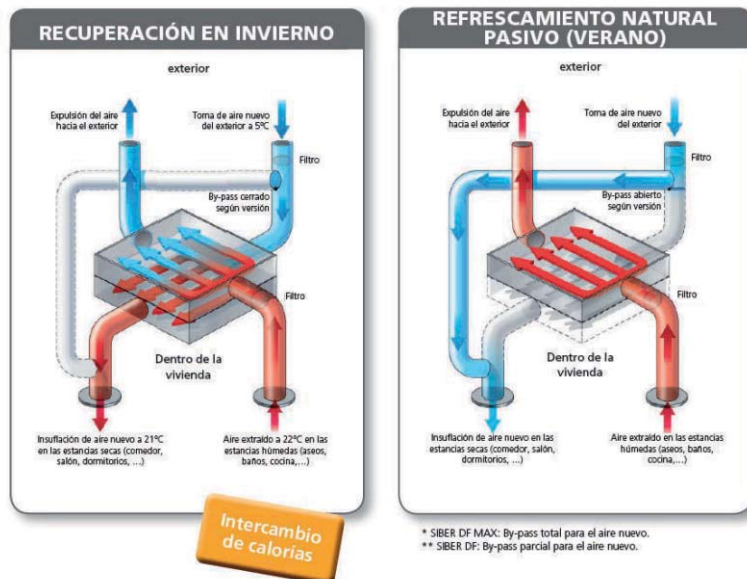 RECUPERACIÓN EN INVIERNO
exterior
Expulsión del aire
hacia el exterior
Toma de aire nuevo
del exterior a 5ºC
Filtro
By-pass cerrado
según versión
Filtro
Dentro de la
vivienda
Insuflación de aire nuevo a 21ºC
en las estancias secas (comedor,
salón, dormitorios, ...)
Aire extraído a 22ºC en las
estancias húmedas (aseos,
baños, cocina,...)
Intercambio
de calorías
REFRESCAMIENTO NATURAL
PASIVO (VERANO)
exterior
Expulsión del aire
hacia el exterior
Toma de aire nuevo
del exterior
Filtro
By-pass abierto
según versión
Filtro
Dentro de la
vivienda
Insuflación de aire nuevo en las
estancias secas (comedor, salón,
dormitorios, ...)
Aire extraído en las estancias
húmedas (aseos, baños,
cocina,...)
* SIBER DF MAX: By-pass total para el aire nuevo.
** SIBER DF: By-pass parcial para el aire nuevo.